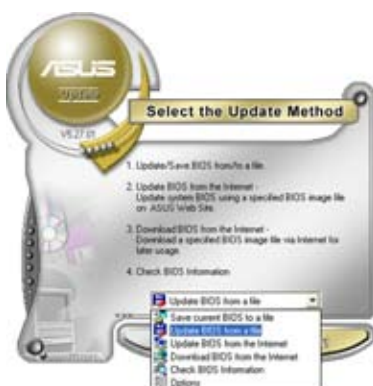 ASUS
Update
Select the Update Method
1. Update/Save BIOS from/to a file.
2. Update BIOS from the Internet -
Update system BIOS using a specified BIOS image file
on ASUS Web Site.
3. Download BIOS from the Internet -
Download a specified BIOS image file via Internet for
later usage.
4. Check BIOS Information
Update BIOS from a file
Save current BIOS to a file
Update BIOS from a file
Update BIOS from the Internet
Download BIOS from the Internet
Check BIOS Information
Options